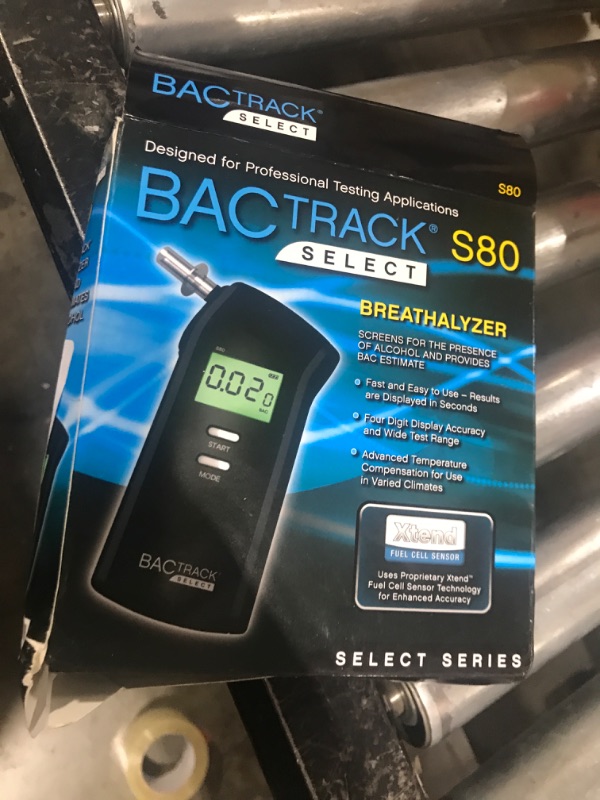 BACTRACK®
SELECT
S80
Designed for Professional Testing Applications
BACTRACK® S80
SELECT
BREATHALYZER
SCREENS FOR THE PRESENCE
OF ALCOHOL AND PROVIDES
BAC ESTIMATE
Fast and Easy to Use – Results
are Displayed in Seconds
Four Digit Display Accuracy
and Wide Test Range
Advanced Temperature
Compensation for Use
in Varied Climates
0.020
BAC
START
MODE
BACTRACK
SELECT
Xtend
FUEL CELL SENSOR
Uses Proprietary Xtend™
Fuel Cell Sensor Technology
for Enhanced Accuracy
SELECT SERIES